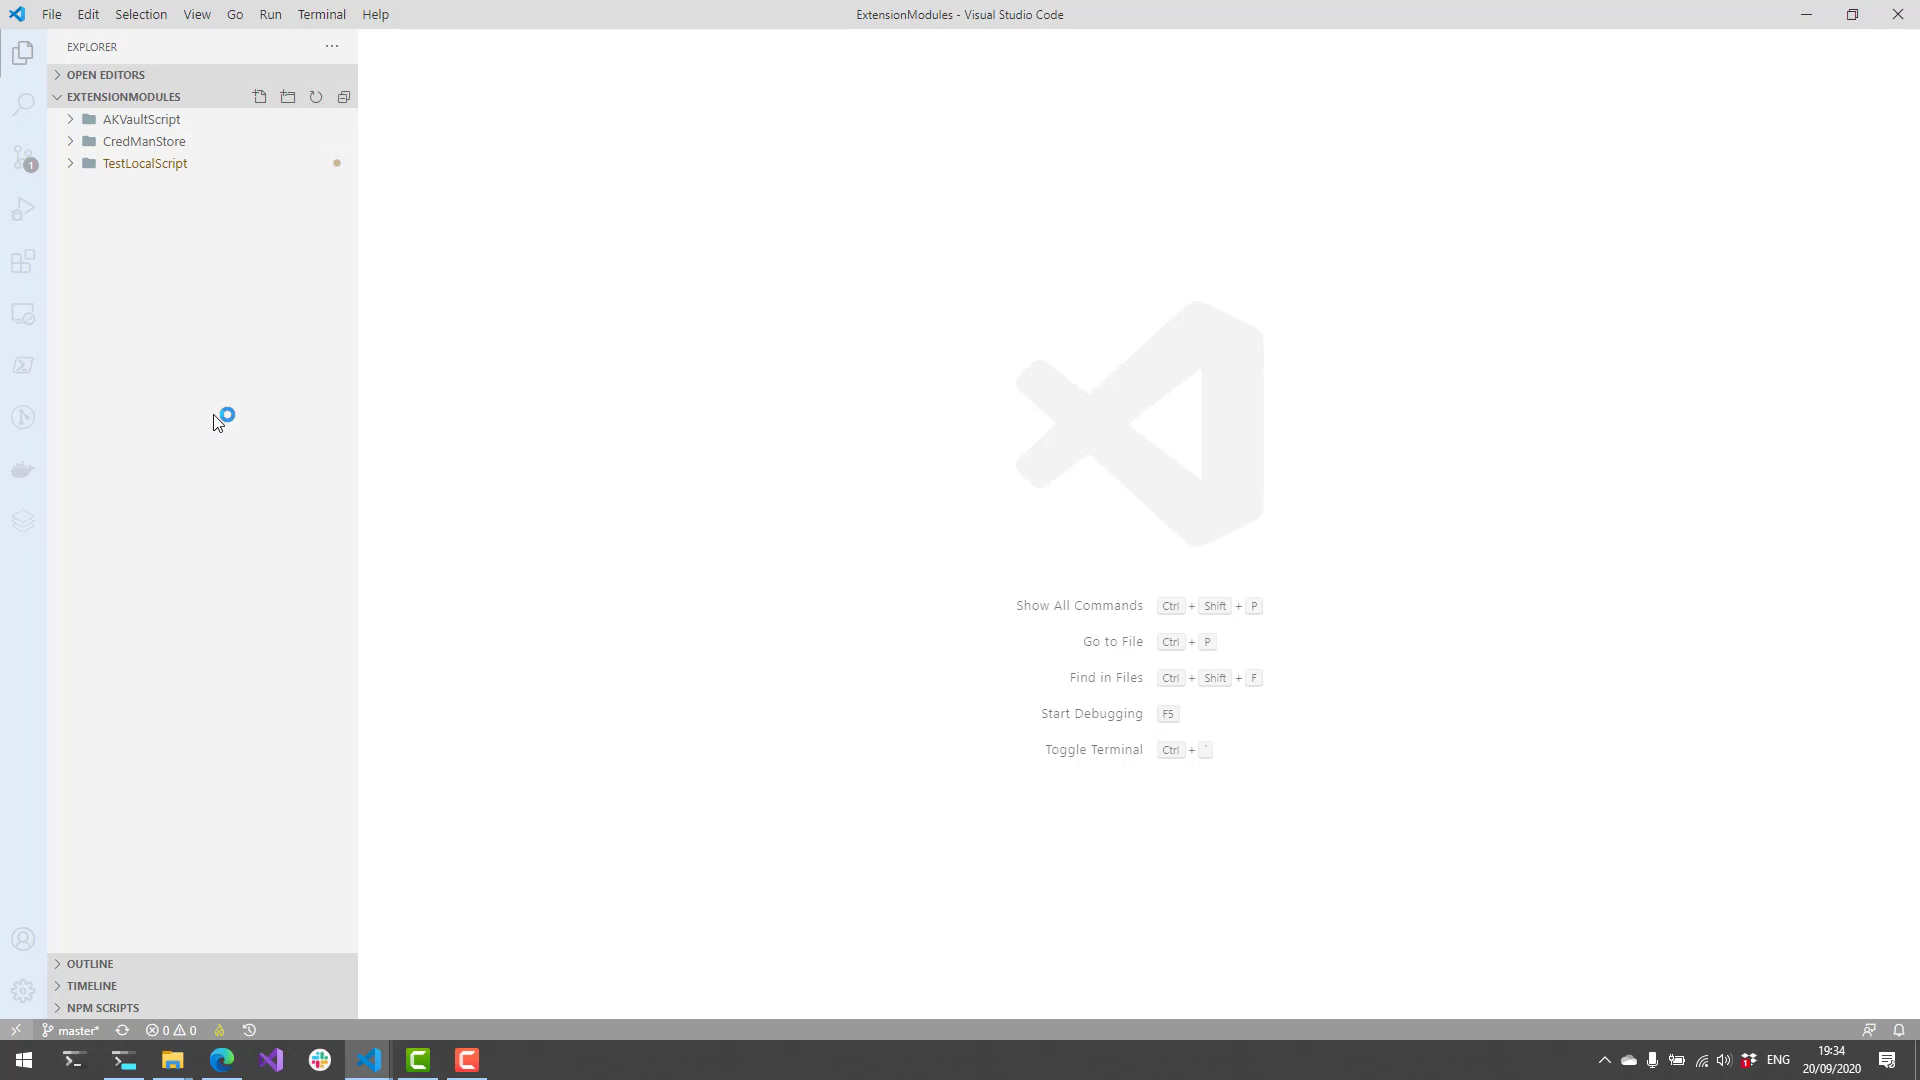 File Edit Selection View Go Run Terminal Help
ExtensionModules - Visual Studio Code
EXPLORER
OPEN EDITORS
EXTENSIONMODULES
AKVaultScript
CredManStore
TestLocalScript
1
Show All Commands Ctrl + Shift + P
Go to File Ctrl + P
Find in Files Ctrl + Shift + F
Start Debugging F5
Toggle Terminal Ctrl + `
OUTLINE
TIMELINE
NPM SCRIPTS
master* 0 0
1 ENG
19:34
20/09/2020